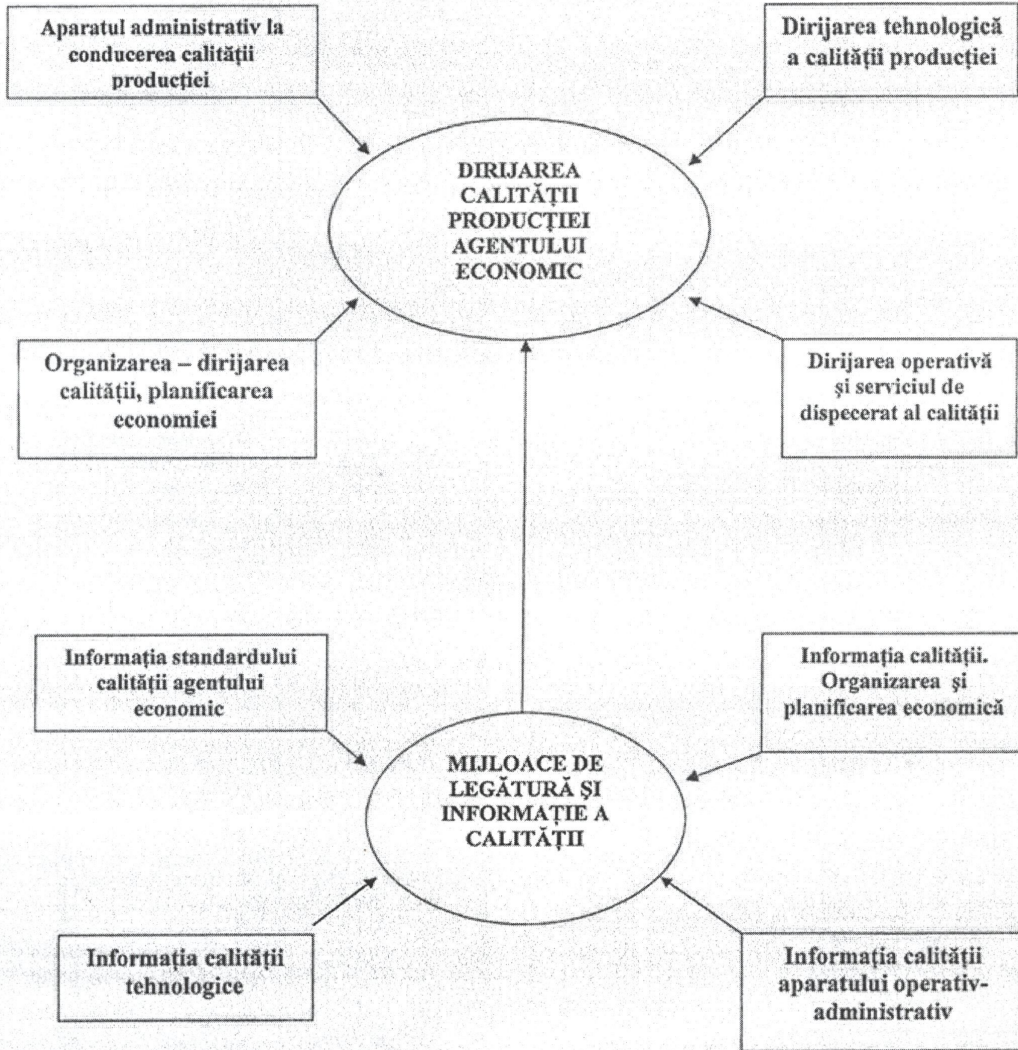 Aparatul administrativ la
conducerea calității
producției
Dirijarea tehnologică
a calității producției
DIRIJAREA
CALITĂȚII
PRODUCȚIEI
AGENTULUI
ECONOMIC
Organizarea – dirijarea
calității, planificarea
economiei
Dirijarea operativă
și serviciul de
dispecerat al calității
Informația standardului
calității agentului
economic
Informația calității.
Organizarea și
planificarea economică
MIJLOACE DE
LEGĂTURĂ ȘI
INFORMAȚIE A
CALITĂȚII
Informația calității
tehnologice
Informația calității
aparatului operativ-
administrativ